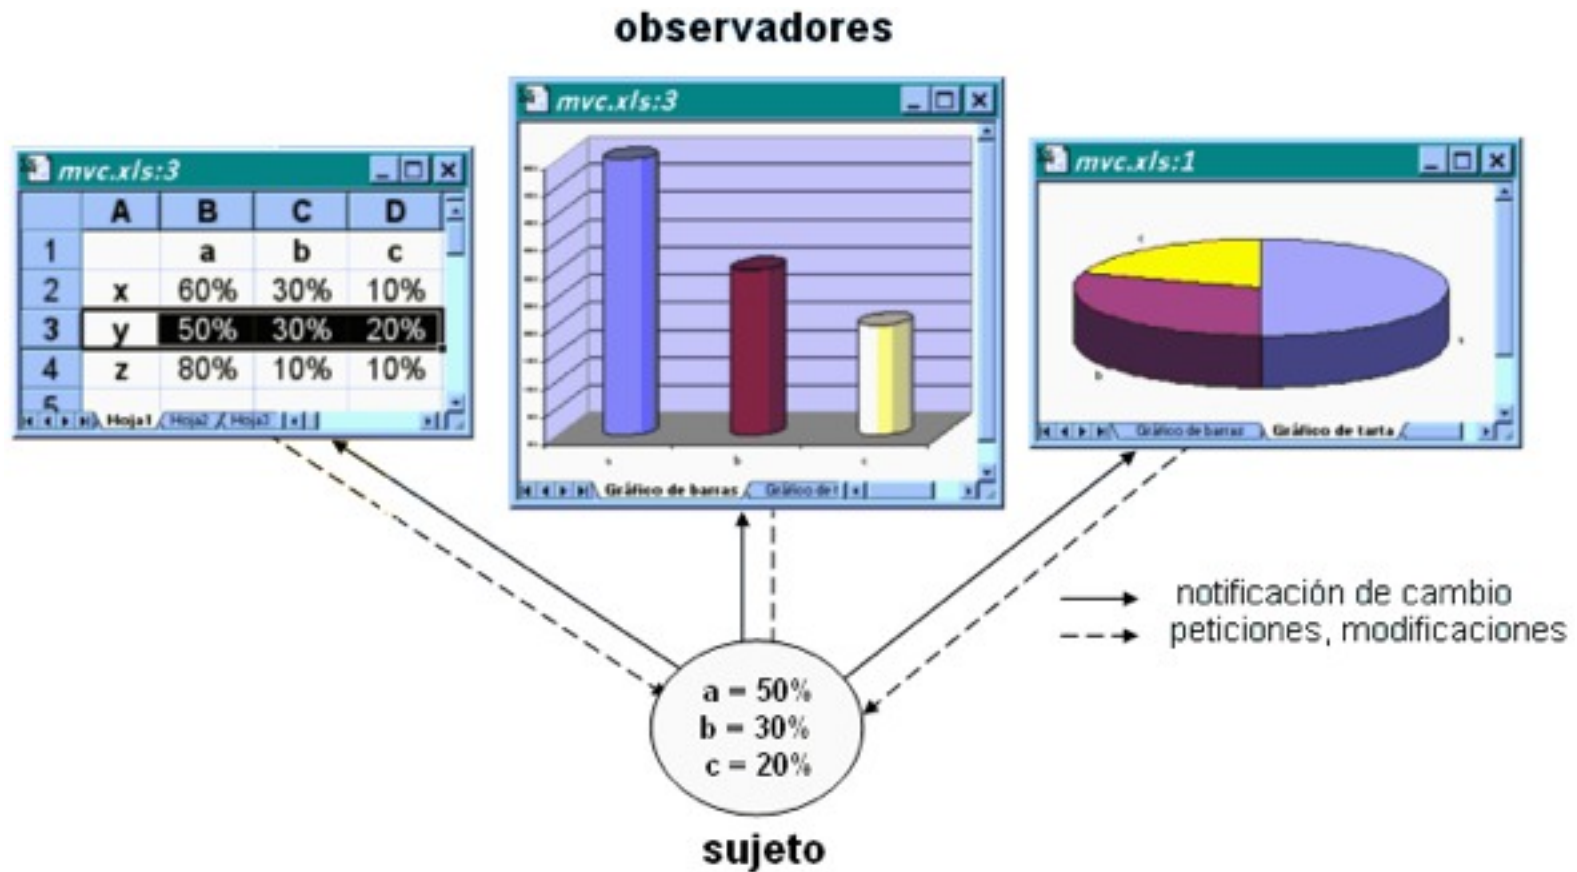 observadores
mvc.xls:3
A B C D
1 a b c
2 x 60% 30% 10%
3 y 50% 30% 20%
4 z 80% 10% 10%
5
Hoja1 Hoja2 Hoja3
mvc.xls:3
a b c
Gráfico de barras
mvc.xls:1
c
b
Gráfico de barras Gráfico de tarta
notificación de cambio
peticiones, modificaciones
a = 50%
b = 30%
c = 20%
sujeto